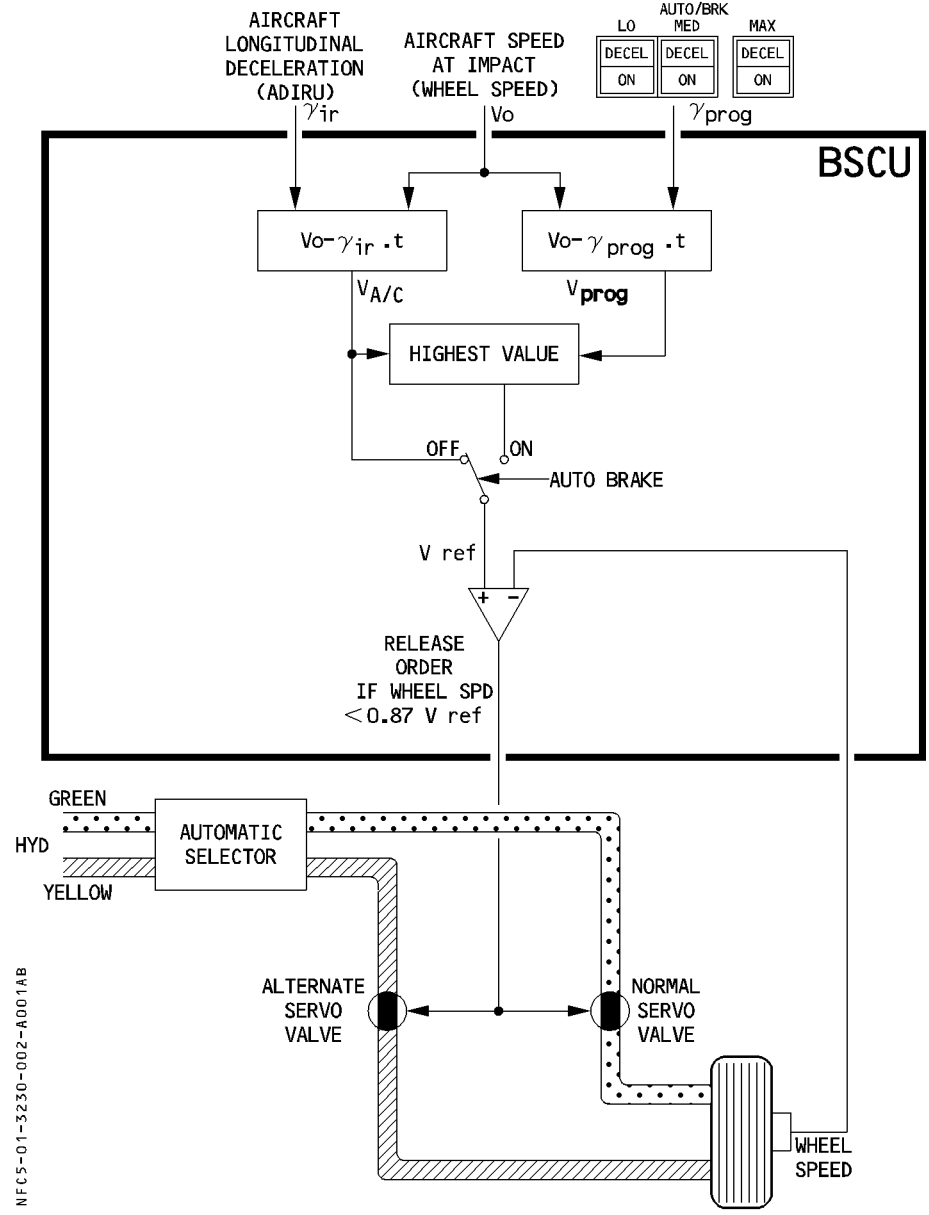 AIRCRAFT
LONGITUDINAL
DECELERATION
(ADIRU)
γir
AIRCRAFT SPEED
AT IMPACT
(WHEEL SPEED)
Vo
AUTO/BRK
LO MED MAX
DECEL DECEL DECEL
ON ON ON
γprog
BSCU
Vo-γir .t
Vo-γprog .t
VA/C
Vprog
HIGHEST VALUE
OFF
ON
AUTO BRAKE
V ref
+ -
RELEASE
ORDER
IF WHEEL SPD
<0.87 V ref
GREEN
HYD
YELLOW
AUTOMATIC
SELECTOR
ALTERNATE
SERVO
VALVE
NORMAL
SERVO
VALVE
WHEEL
SPEED
NFC5-01-3230-002-A001AB